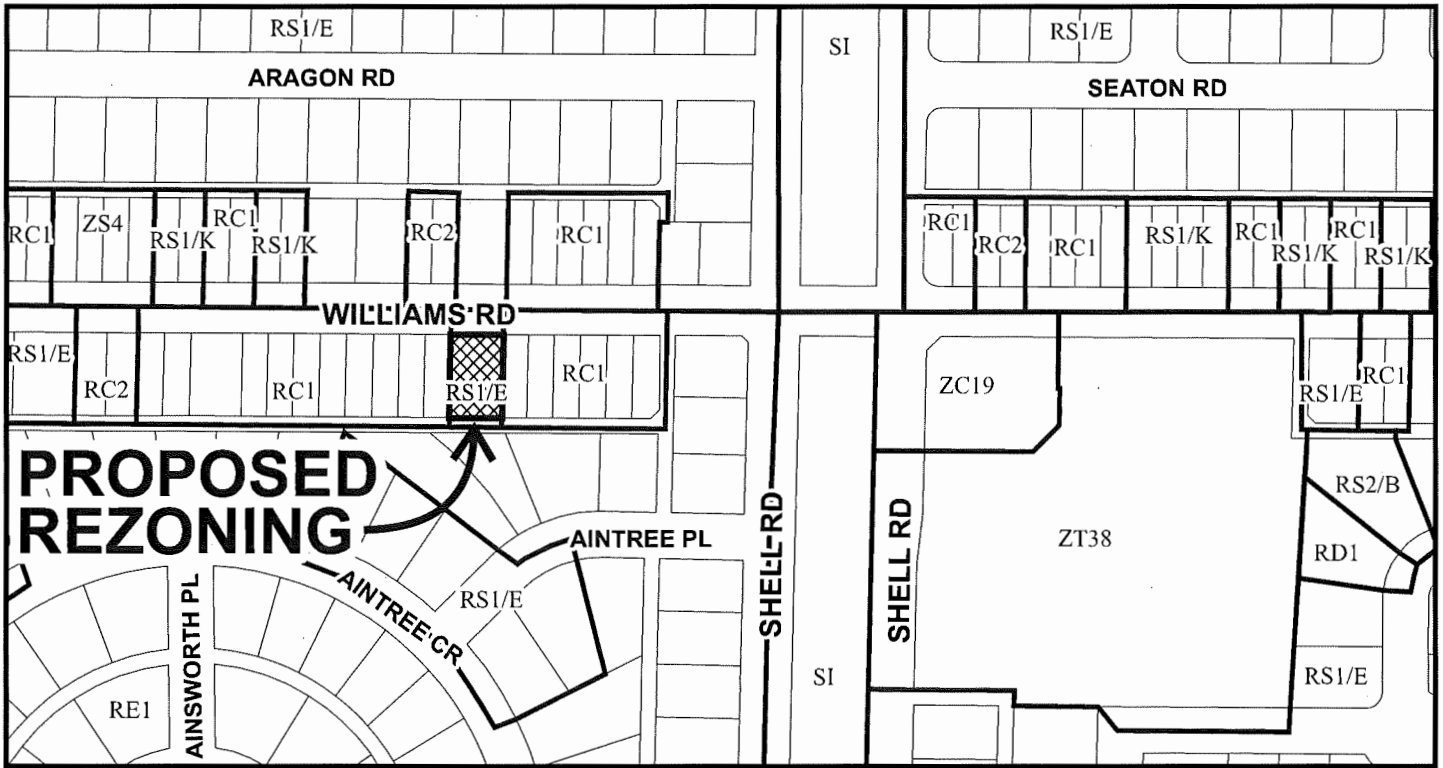 RS1/E
SI
RS1/E
ARAGON RD
SEATON RD
RC1
ZS4
RS1/K
RC1
RS1/K
RC2
RC1
RC1
RC2
RC1
RS1/K
RC1
RS1/K
RC1
RS1/K
WILLIAMS RD
RS1/E
RC2
RC1
RS1/E
RC1
ZC19
RS1/E
RC1
PROPOSED
REZONING
AINTREE PL
SHELL RD
SHELL RD
ZT38
RS2/B
RD1
AINSWORTH PL
AINTREE CR
RS1/E
RE1
SI
RS1/E